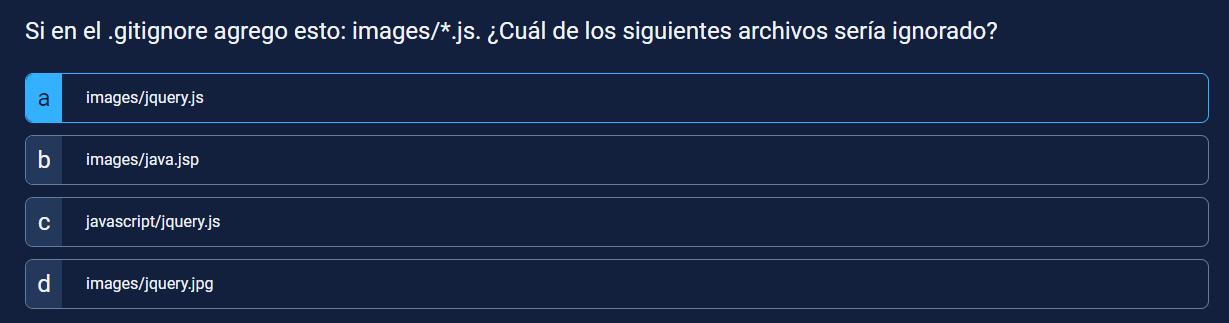 Si en el .gitignore agrego esto: images/*.js. ¿Cuál de los siguientes archivos sería ignorado?
a images/jquery.js
b images/java.jsp
c javascript/jquery.js
d images/jquery.jpg